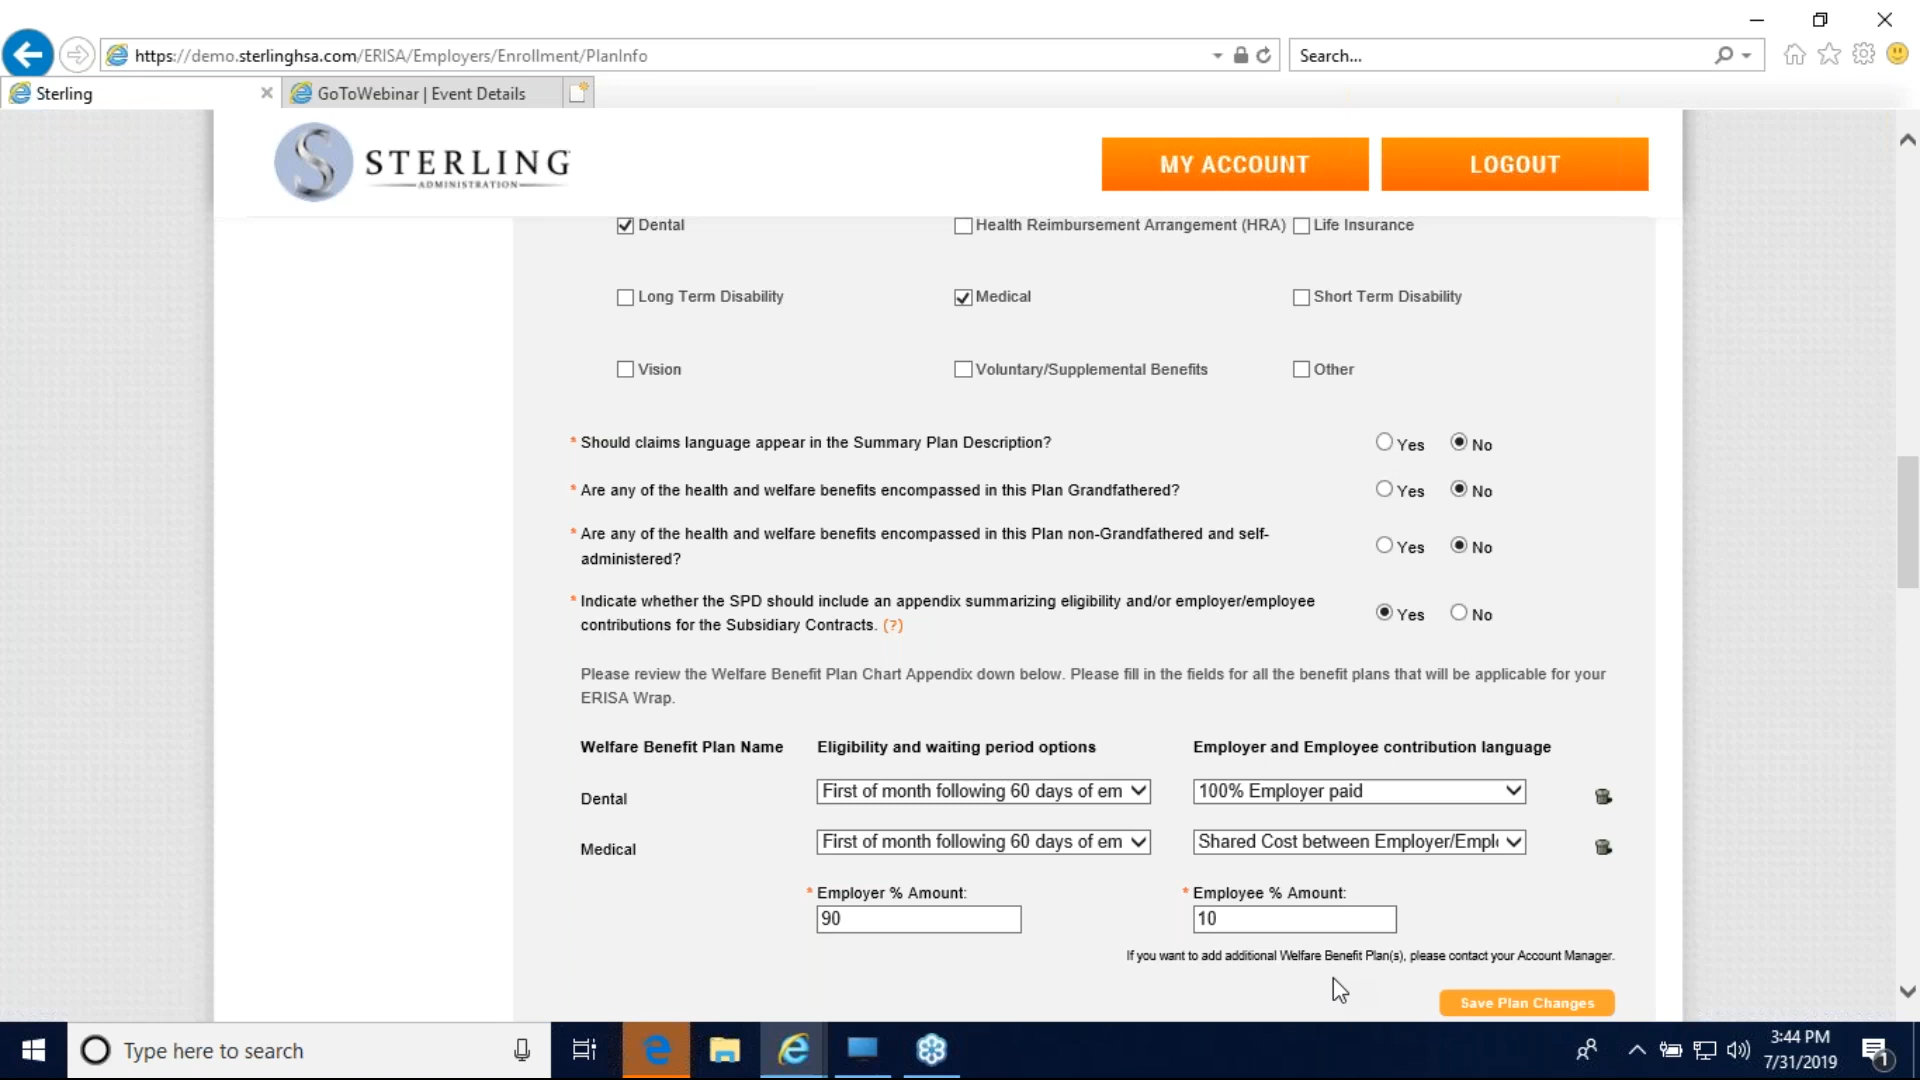 https://demo.sterlinghsa.com/ERISA/Employers/Enrollment/PlanInfo
Search...
Sterling
GoToWebinar | Event Details
STERLING
ADMINISTRATION
MY ACCOUNT
LOGOUT
Dental
Health Reimbursement Arrangement (HRA)
Life Insurance
Long Term Disability
Medical
Short Term Disability
Vision
Voluntary/Supplemental Benefits
Other
* Should claims language appear in the Summary Plan Description?
Yes
No
* Are any of the health and welfare benefits encompassed in this Plan Grandfathered?
Yes
No
* Are any of the health and welfare benefits encompassed in this Plan non-Grandfathered and self-
administered?
Yes
No
* Indicate whether the SPD should include an appendix summarizing eligibility and/or employer/employee
contributions for the Subsidiary Contracts. (?)
Yes
No
Please review the Welfare Benefit Plan Chart Appendix down below. Please fill in the fields for all the benefit plans that will be applicable for your
ERISA Wrap.
Welfare Benefit Plan Name
Eligibility and waiting period options
Employer and Employee contribution language
Dental
First of month following 60 days of em
100% Employer paid
Medical
First of month following 60 days of em
Shared Cost between Employer/Empl
* Employer % Amount:
* Employee % Amount:
90
10
If you want to add additional Welfare Benefit Plan(s), please contact your Account Manager.
Save Plan Changes
Type here to search
3:44 PM
7/31/2019
1